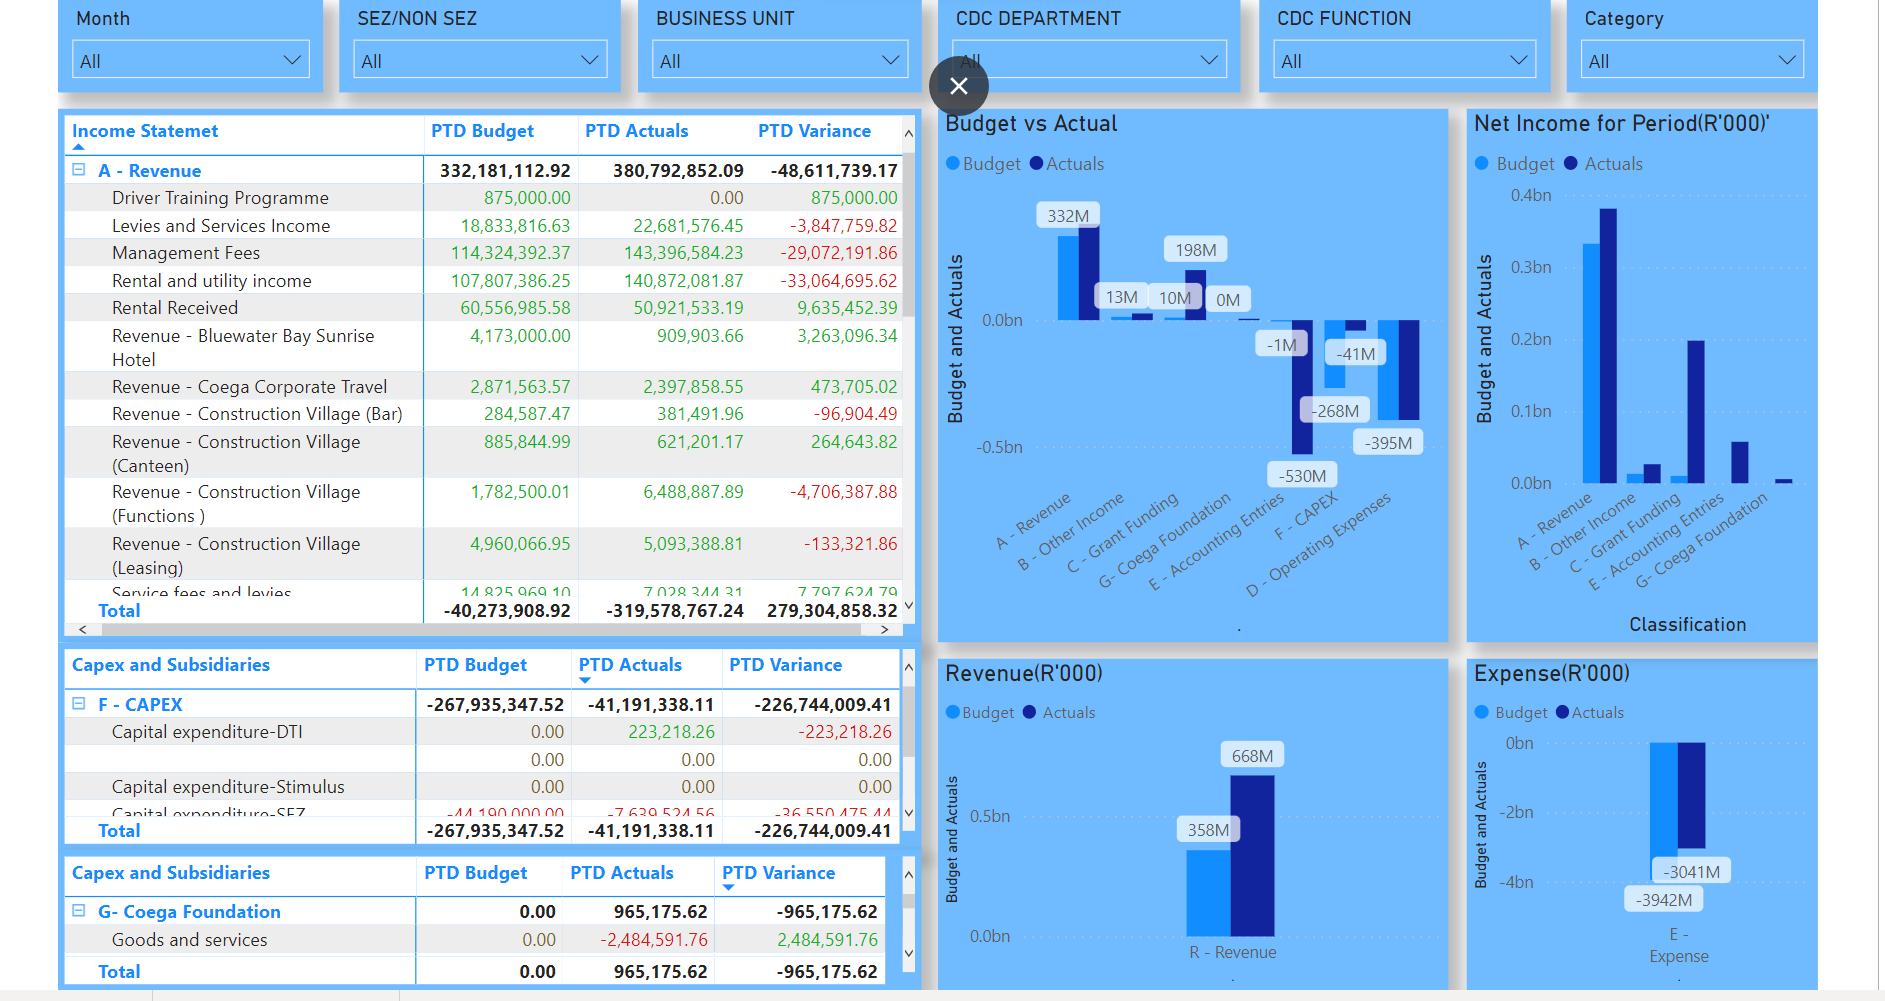 Month
SEZ/NON SEZ
BUSINESS UNIT
CDC DEPARTMENT
CDC FUNCTION
Category
All
All
All
All
All
All
Income Statemet PTD Budget PTD Actuals PTD Variance
A - Revenue 332,181,112.92 380,792,852.09 -48,611,739.17
Driver Training Programme 875,000.00 0.00 875,000.00
Levies and Services Income 18,833,816.63 22,681,576.45 -3,847,759.82
Management Fees 114,324,392.37 143,396,584.23 -29,072,191.86
Rental and utility income 107,807,386.25 140,872,081.87 -33,064,695.62
Rental Received 60,556,985.58 50,921,533.19 9,635,452.39
Revenue - Bluewater Bay Sunrise 4,173,000.00 909,903.66 3,263,096.34
Hotel
Revenue - Coega Corporate Travel 2,871,563.57 2,397,858.55 473,705.02
Revenue - Construction Village (Bar) 284,587.47 381,491.96 -96,904.49
Revenue - Construction Village 885,844.99 621,201.17 264,643.82
(Canteen)
Revenue - Construction Village 1,782,500.01 6,488,887.89 -4,706,387.88
(Functions )
Revenue - Construction Village 4,960,066.95 5,093,388.81 -133,321.86
(Leasing)
Service fees and levies 14,825,969.10 7,028,344.31 7,797,624.79
Total -40,273,908.92 -319,578,767.24 279,304,858.32
Capex and Subsidiaries PTD Budget PTD Actuals PTD Variance
F - CAPEX -267,935,347.52 -41,191,338.11 -226,744,009.41
Capital expenditure-DTI 0.00 223,218.26 -223,218.26
0.00 0.00 0.00
Capital expenditure-Stimulus 0.00 0.00 0.00
Capital expenditure-SEZ -44,190,000.00 -7,639,524.56 -36,550,475.44
Total -267,935,347.52 -41,191,338.11 -226,744,009.41
Capex and Subsidiaries PTD Budget PTD Actuals PTD Variance
G- Coega Foundation 0.00 965,175.62 -965,175.62
Goods and services 0.00 -2,484,591.76 2,484,591.76
Total 0.00 965,175.62 -965,175.62
Budget vs Actual
Budget Actuals
Budget and Actuals
0.0bn
-0.5bn
332M
13M
10M
198M
0M
-1M
-530M
-268M
-41M
-395M
A - Revenue
B - Other Income
C - Grant Funding
G- Coega Foundation
E - Accounting Entries
F - CAPEX
D - Operating Expenses
.
Net Income for Period(R'000)'
Budget Actuals
Budget and Actuals
0.4bn
0.3bn
0.2bn
0.1bn
0.0bn
A - Revenue
B - Other Income
C - Grant Funding
E - Accounting Entries
G- Coega Foundation
Classification
Revenue(R'000)
Budget Actuals
Budget and Actuals
0.5bn
0.0bn
358M
668M
R - Revenue
.
Expense(R'000)
Budget Actuals
Budget and Actuals
0bn
-2bn
-4bn
-3041M
-3942M
E -
Expense
.